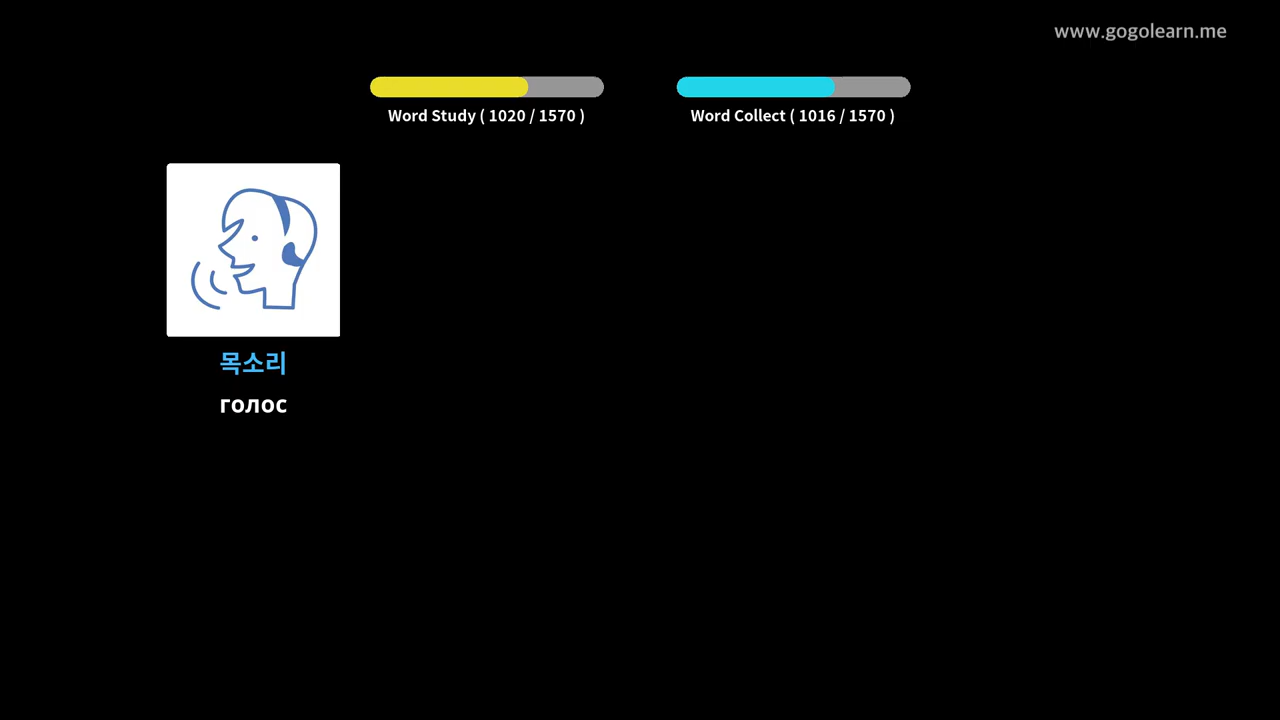 www.gogolearn.me
Word Study ( 1020 / 1570 )
Word Collect ( 1016 / 1570 )
목소리
голос